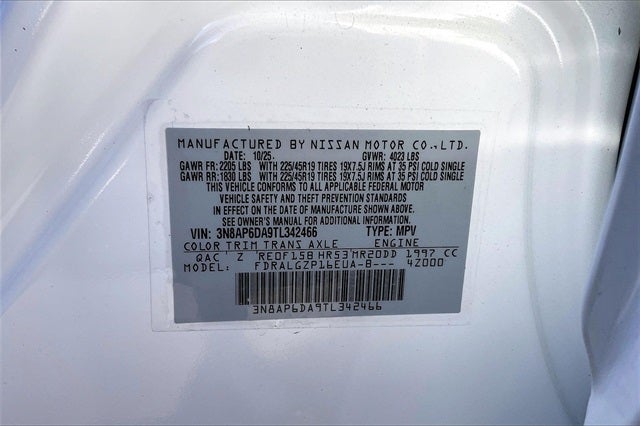 MANUFACTURED BY NISSAN MOTOR CO.,LTD.
DATE: 10/25. GVWR: 4023 LBS
GAWR FR: 2205 LBS WITH 225/45R19 TIRES 19X7.5J RIMS AT 35 PSI COLD SINGLE
GAWR RR: 1830 LBS WITH 225/45R19 TIRES 19X7.5J RIMS AT 35 PSI COLD SINGLE
THIS VEHICLE CONFORMS TO ALL APPLICABLE FEDERAL MOTOR
VEHICLE SAFETY AND THEFT PREVENTION STANDARDS
IN EFFECT ON THE DATE OF MANUFACTURE SHOWN ABOVE.
SEE OWNER'S MANUAL FOR ADDITIONAL INFORMATION.
VIN: 3N8AP6DA9TL342466 TYPE: MPV
COLOR TRIM TRANS AXLE ENGINE
QAC' Z 'RE0F15B HR53'MR20DD 1997 CC
MODEL: FDRALGZP16EUA-B--- 4Z000'
3N8AP6DA9TL342466